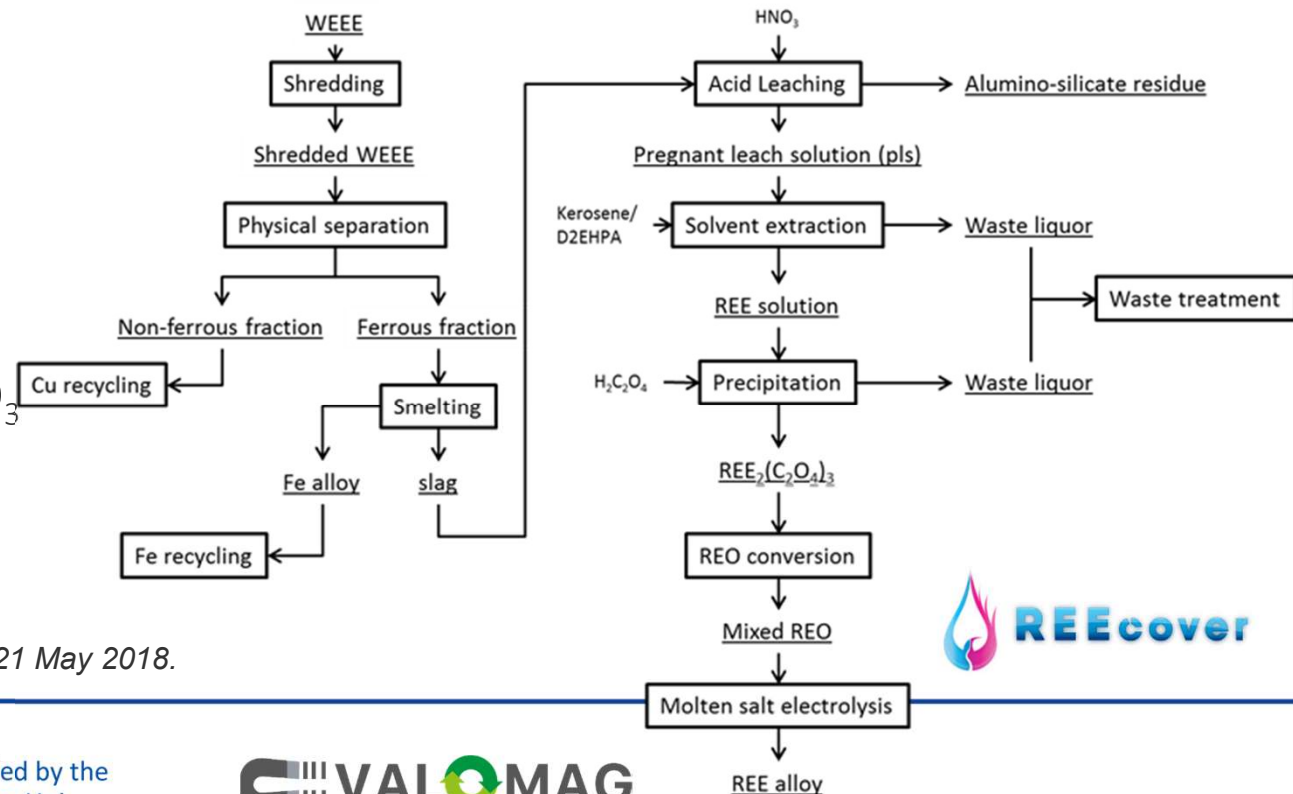 WEEE
Shredding
Shredded WEEE
Physical separation
Non-ferrous fraction
Ferrous fraction
Cu recycling
Smelting
Fe alloy
slag
Fe recycling
HNO₃
Acid Leaching
Alumino-silicate residue
Pregnant leach solution (pls)
Kerosene/
D2EHPA
Solvent extraction
Waste liquor
REE solution
Waste treatment
H₂C₂O₄
Precipitation
Waste liquor
REE₂(C₂O₄)₃
REO conversion
Mixed REO
Molten salt electrolysis
REE alloy
)₃
REEcover
21 May 2018.
ed by the
VALOMAG